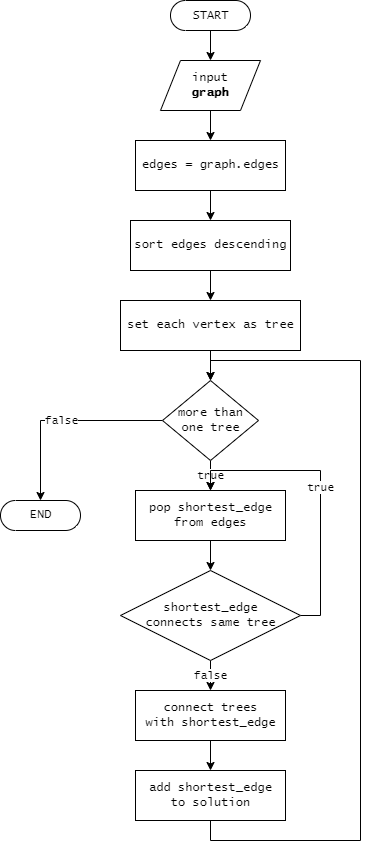 START
input
graph
edges = graph.edges
sort edges descending
set each vertex as tree
more than
one tree
false
true
END
pop shortest_edge
from edges
true
shortest_edge
connects same tree
false
connect trees
with shortest_edge
add shortest_edge
to solution